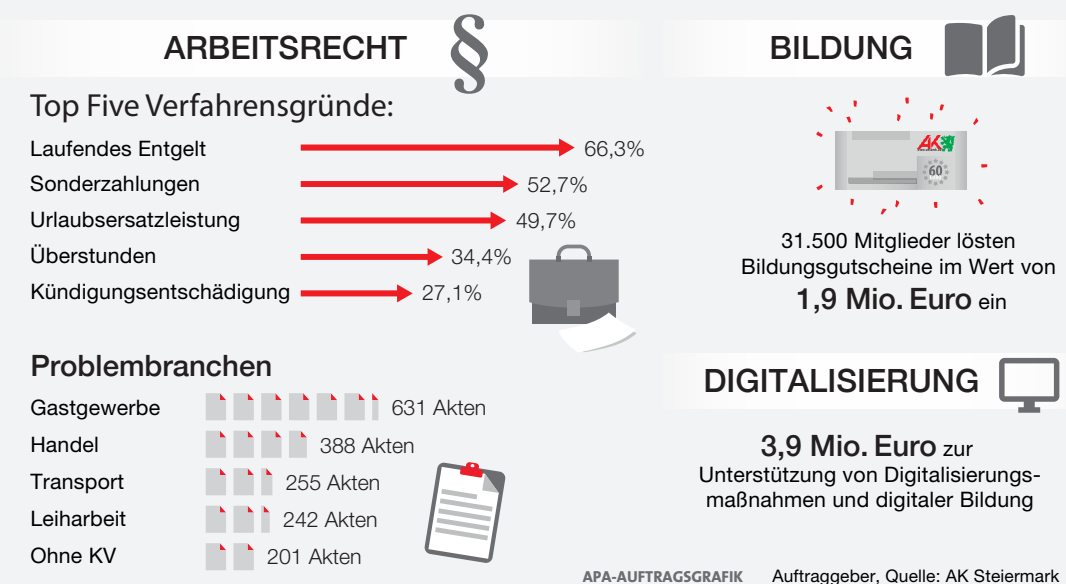 ARBEITSRECHT §
Top Five Verfahrensgründe:
Laufendes Entgelt 66,3%
Sonderzahlungen 52,7%
Urlaubsersatzleistung 49,7%
Überstunden 34,4%
Kündigungsentschädigung 27,1%
Problembranchen
Gastgewerbe 631 Akten
Handel 388 Akten
Transport 255 Akten
Leiharbeit 242 Akten
Ohne KV 201 Akten
BILDUNG
AK
60
31.500 Mitglieder lösten
Bildungsgutscheine im Wert von
1,9 Mio. Euro ein
DIGITALISIERUNG
3,9 Mio. Euro zur
Unterstützung von Digitalisierungs-
maßnahmen und digitaler Bildung
APA-AUFTRAGSGRAFIK Auftraggeber, Quelle: AK Steiermark